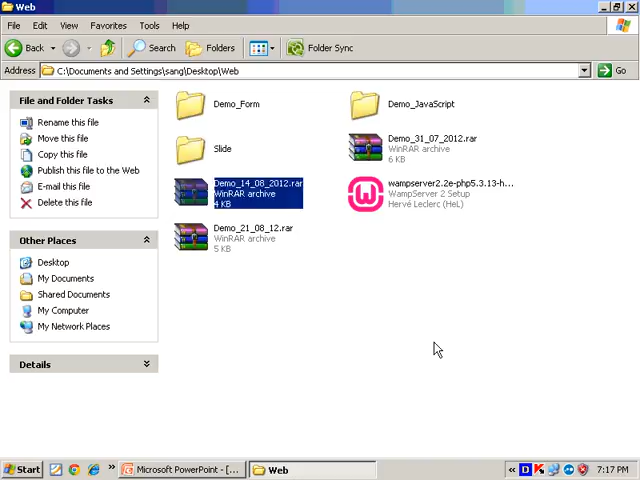 Web
File Edit View Favorites Tools Help
Back Search Folders Folder Sync
Address C:\Documents and Settings\sang\Desktop\Web Go
File and Folder Tasks
Rename this file
Move this file
Copy this file
Publish this file to the Web
E-mail this file
Delete this file
Other Places
Desktop
My Documents
Shared Documents
My Computer
My Network Places
Details
Demo_Form
Demo_JavaScript
Slide
Demo_31_07_2012.rar
WinRAR archive
6 KB
Demo_14_08_2012.rar
WinRAR archive
4 KB
wampserver2.2e-php5.3.13-h...
WampServer 2 Setup
Hervé Leclerc (HeL)
Demo_21_08_12.rar
WinRAR archive
5 KB
Start » Microsoft PowerPoint - [... Web « D K 7:17 PM